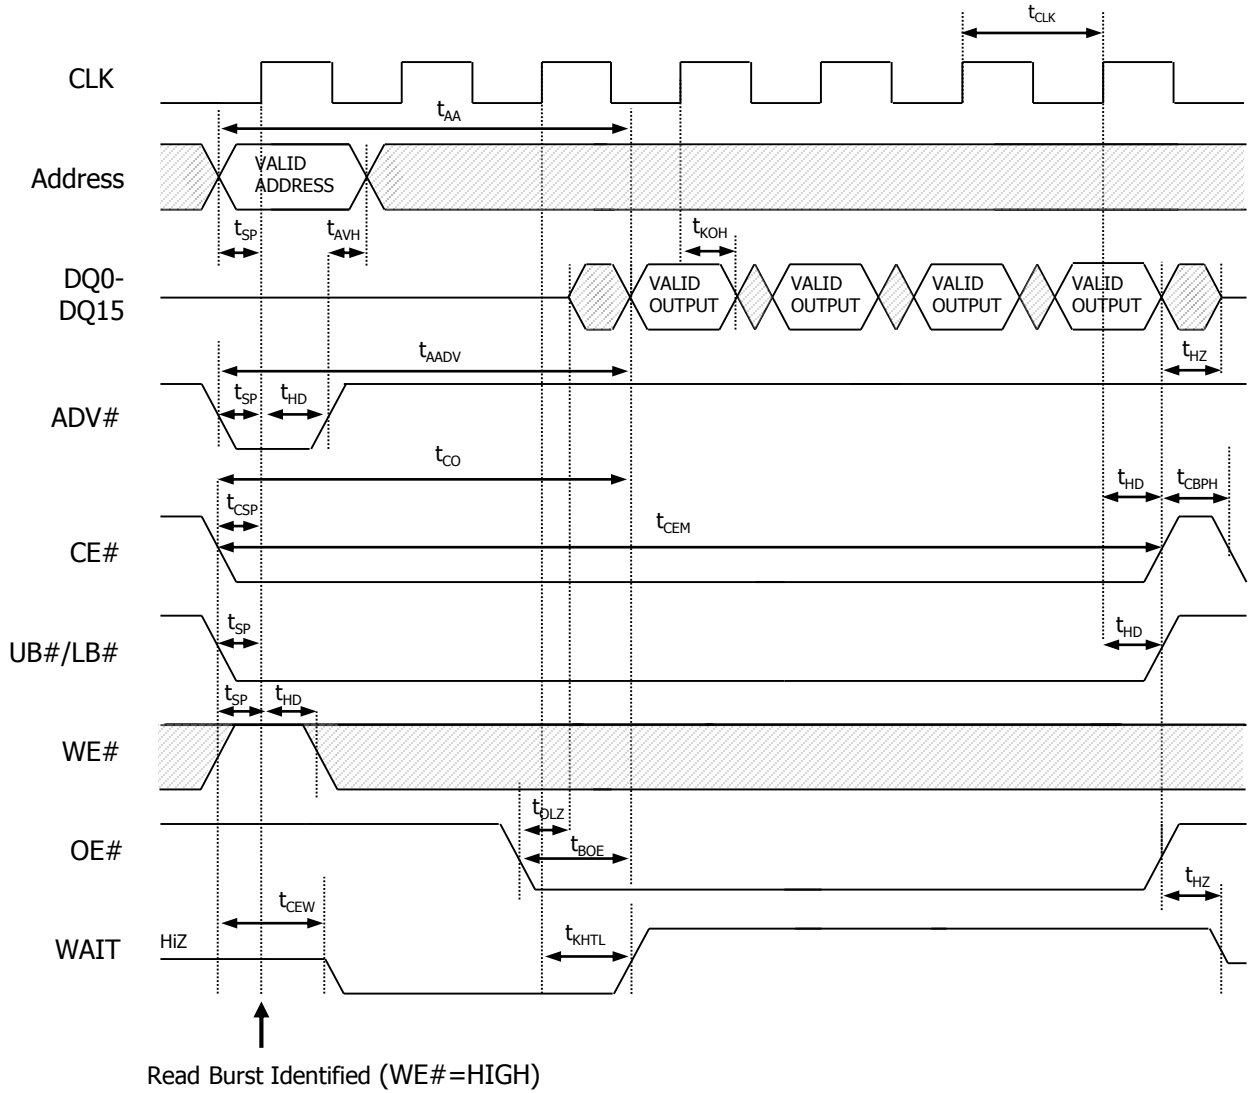 tCLK
CLK
tAA
Address
VALID
ADDRESS
tSP
tAVH
tKOH
DQ0-
DQ15
VALID
OUTPUT
VALID
OUTPUT
VALID
OUTPUT
VALID
OUTPUT
tAADV
tHZ
ADV#
tSP
tHD
tCO
tHD
tCBPH
tCSP
tCEM
CE#
tSP
tHD
UB#/LB#
tSP
tHD
WE#
tOLZ
tBOE
OE#
tHZ
tCEW
WAIT
HiZ
tKHTL
Read Burst Identified (WE#=HIGH)